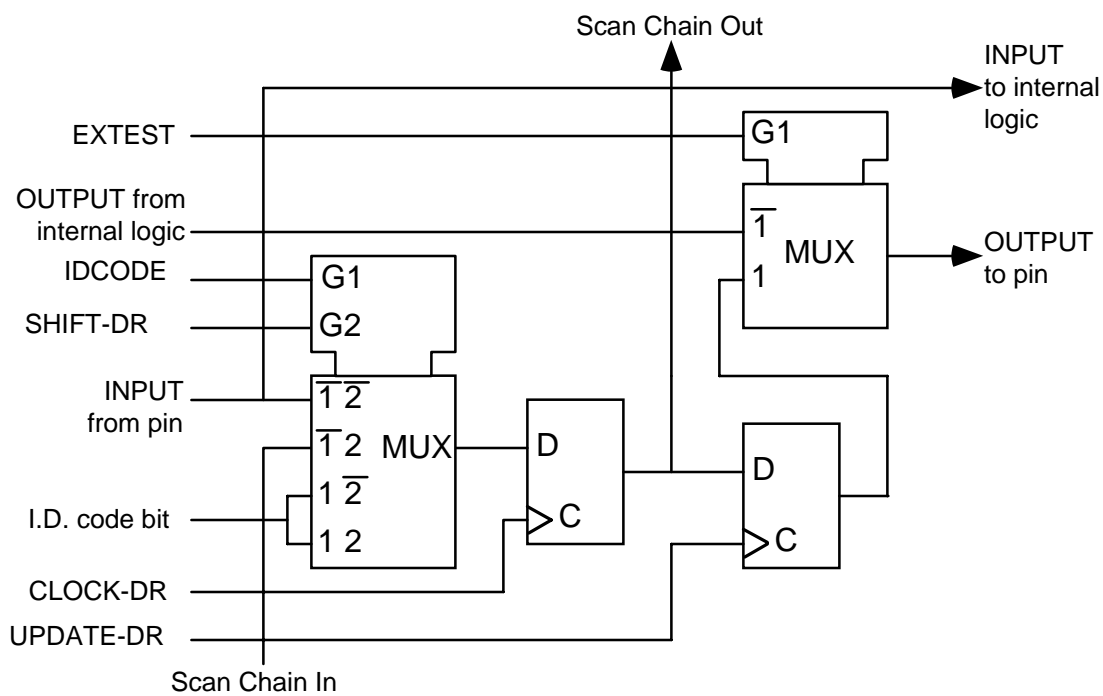 Scan Chain Out
INPUT
to internal
logic
EXTEST
G1
OUTPUT from
internal logic
1̅
MUX
OUTPUT
to pin
IDCODE
G1
1
SHIFT-DR
G2
INPUT
from pin
1̅ 2̅
1̅ 2
MUX
D
D
1 2̅
I.D. code bit
C
C
1 2
CLOCK-DR
UPDATE-DR
Scan Chain In